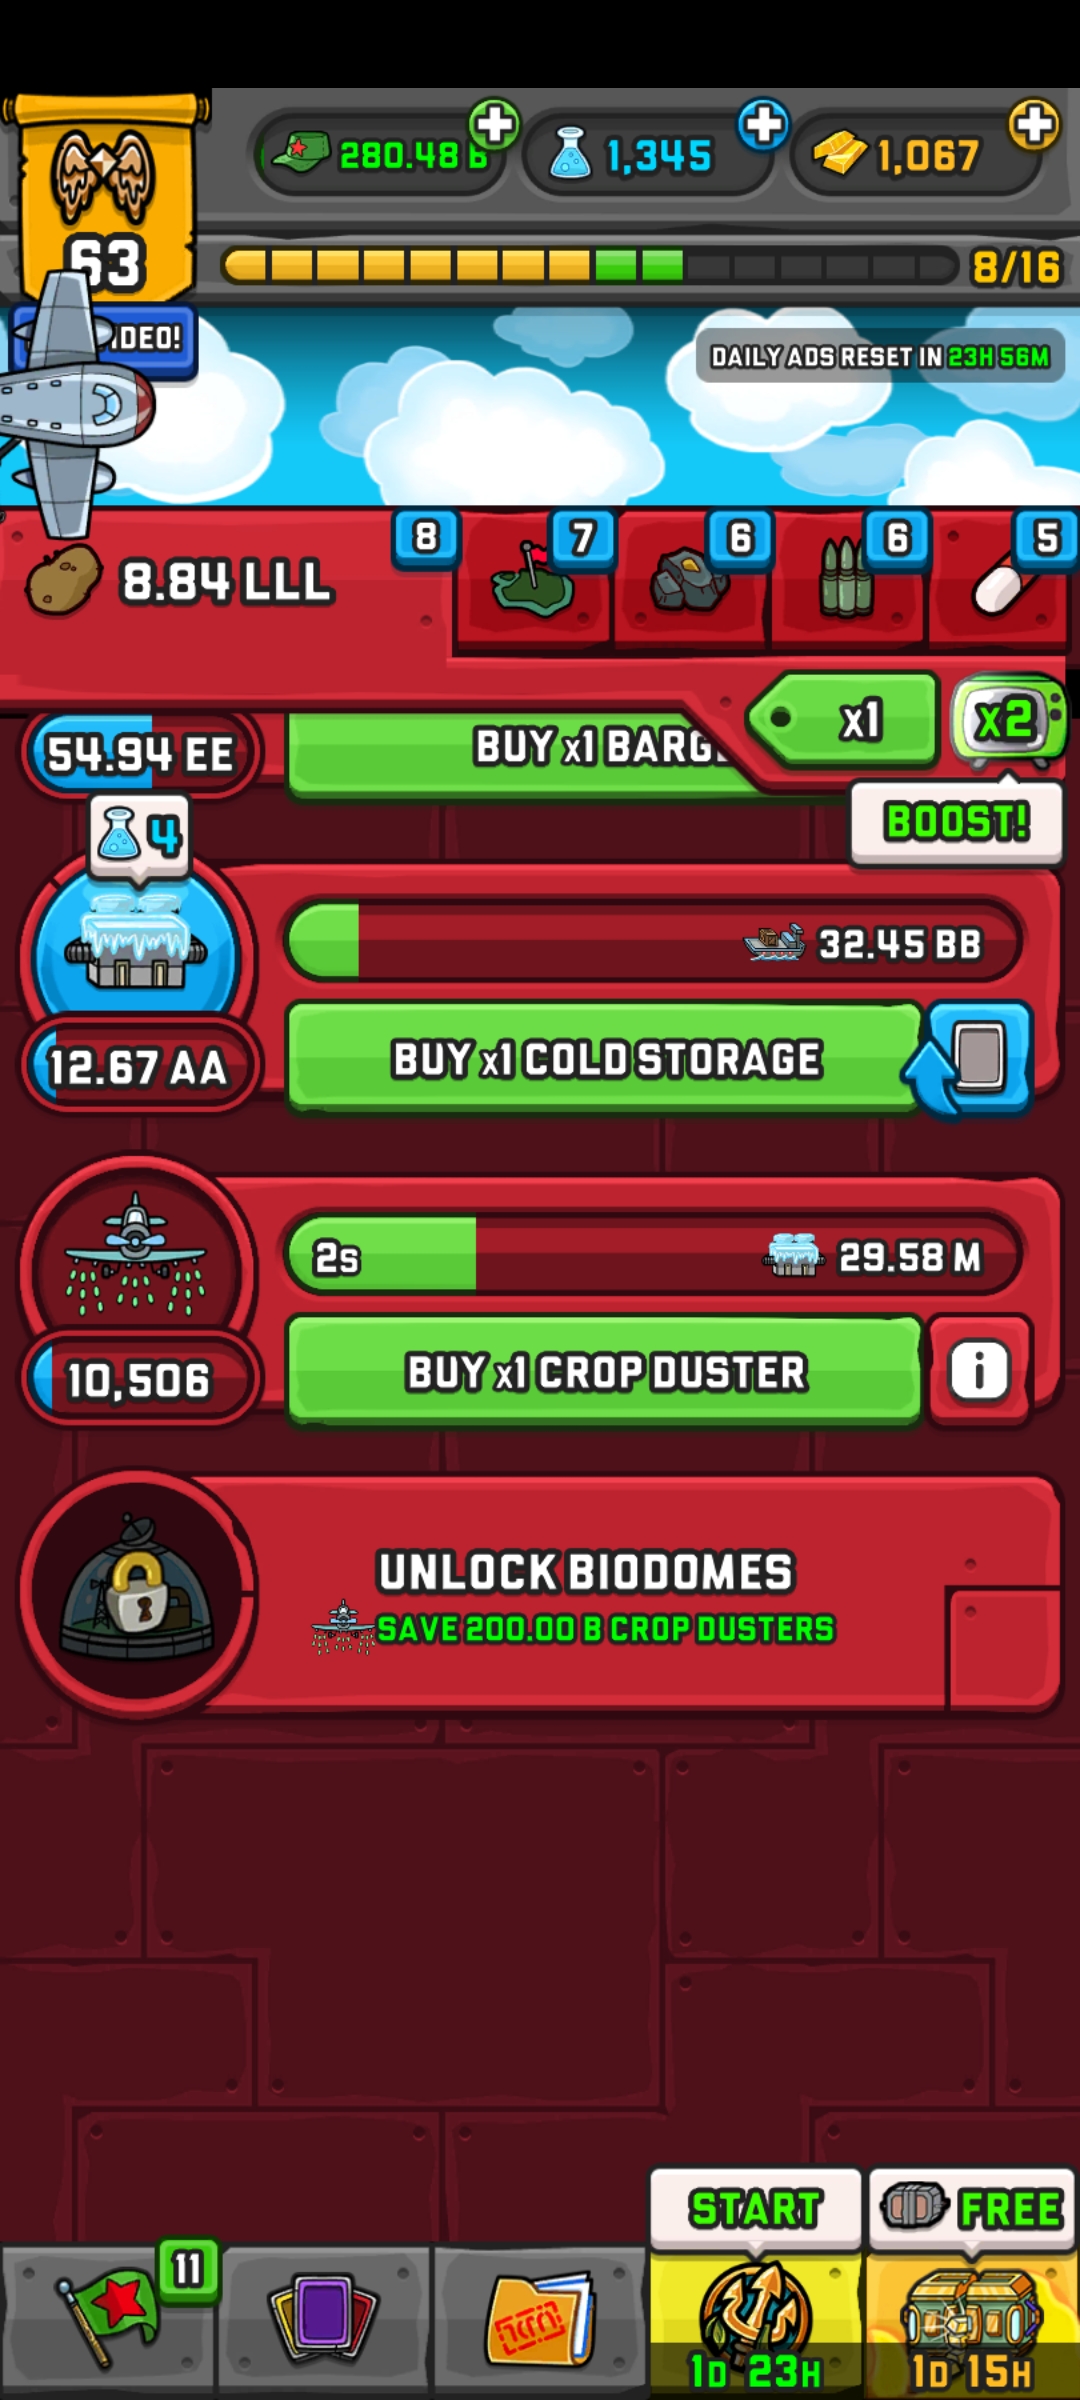 280.48 B
1,345
1,067
63
8/16
DEO!
DAILY ADS RESET IN 23H 56M
8
7
6
6
5
8.84 LLL
x1
x2
54.94 EE
BUY x1 BARG
BOOST!
4
32.45 BB
12.67 AA
BUY x1 COLD STORAGE
2s
29.58 M
10,506
BUY x1 CROP DUSTER
i
UNLOCK BIODOMES
SAVE 200.00 B CROP DUSTERS
START
FREE
11
1D 23H
1D 15H